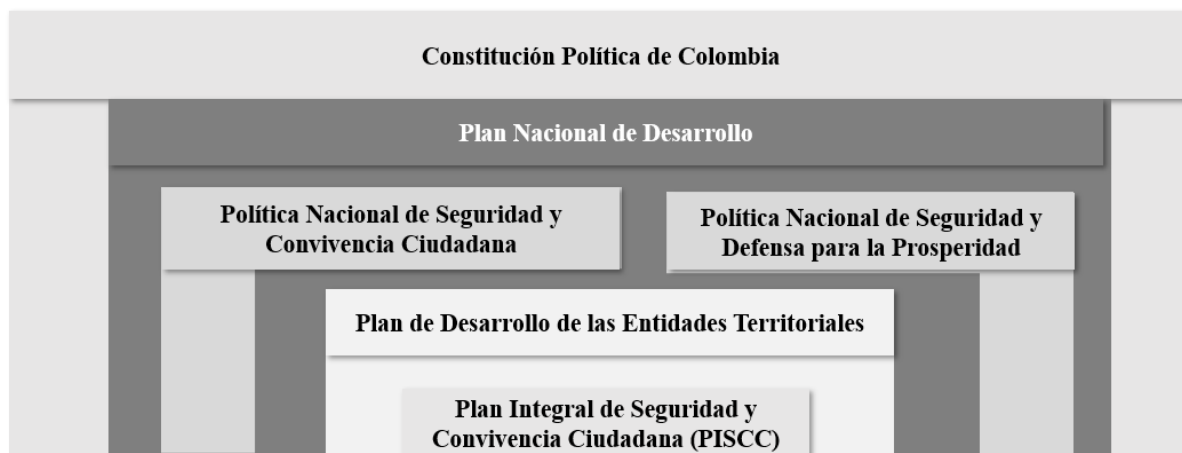 Constitución Política de Colombia
Plan Nacional de Desarrollo
Política Nacional de Seguridad y
Convivencia Ciudadana
Política Nacional de Seguridad y
Defensa para la Prosperidad
Plan de Desarrollo de las Entidades Territoriales
Plan Integral de Seguridad y
Convivencia Ciudadana (PISCC)